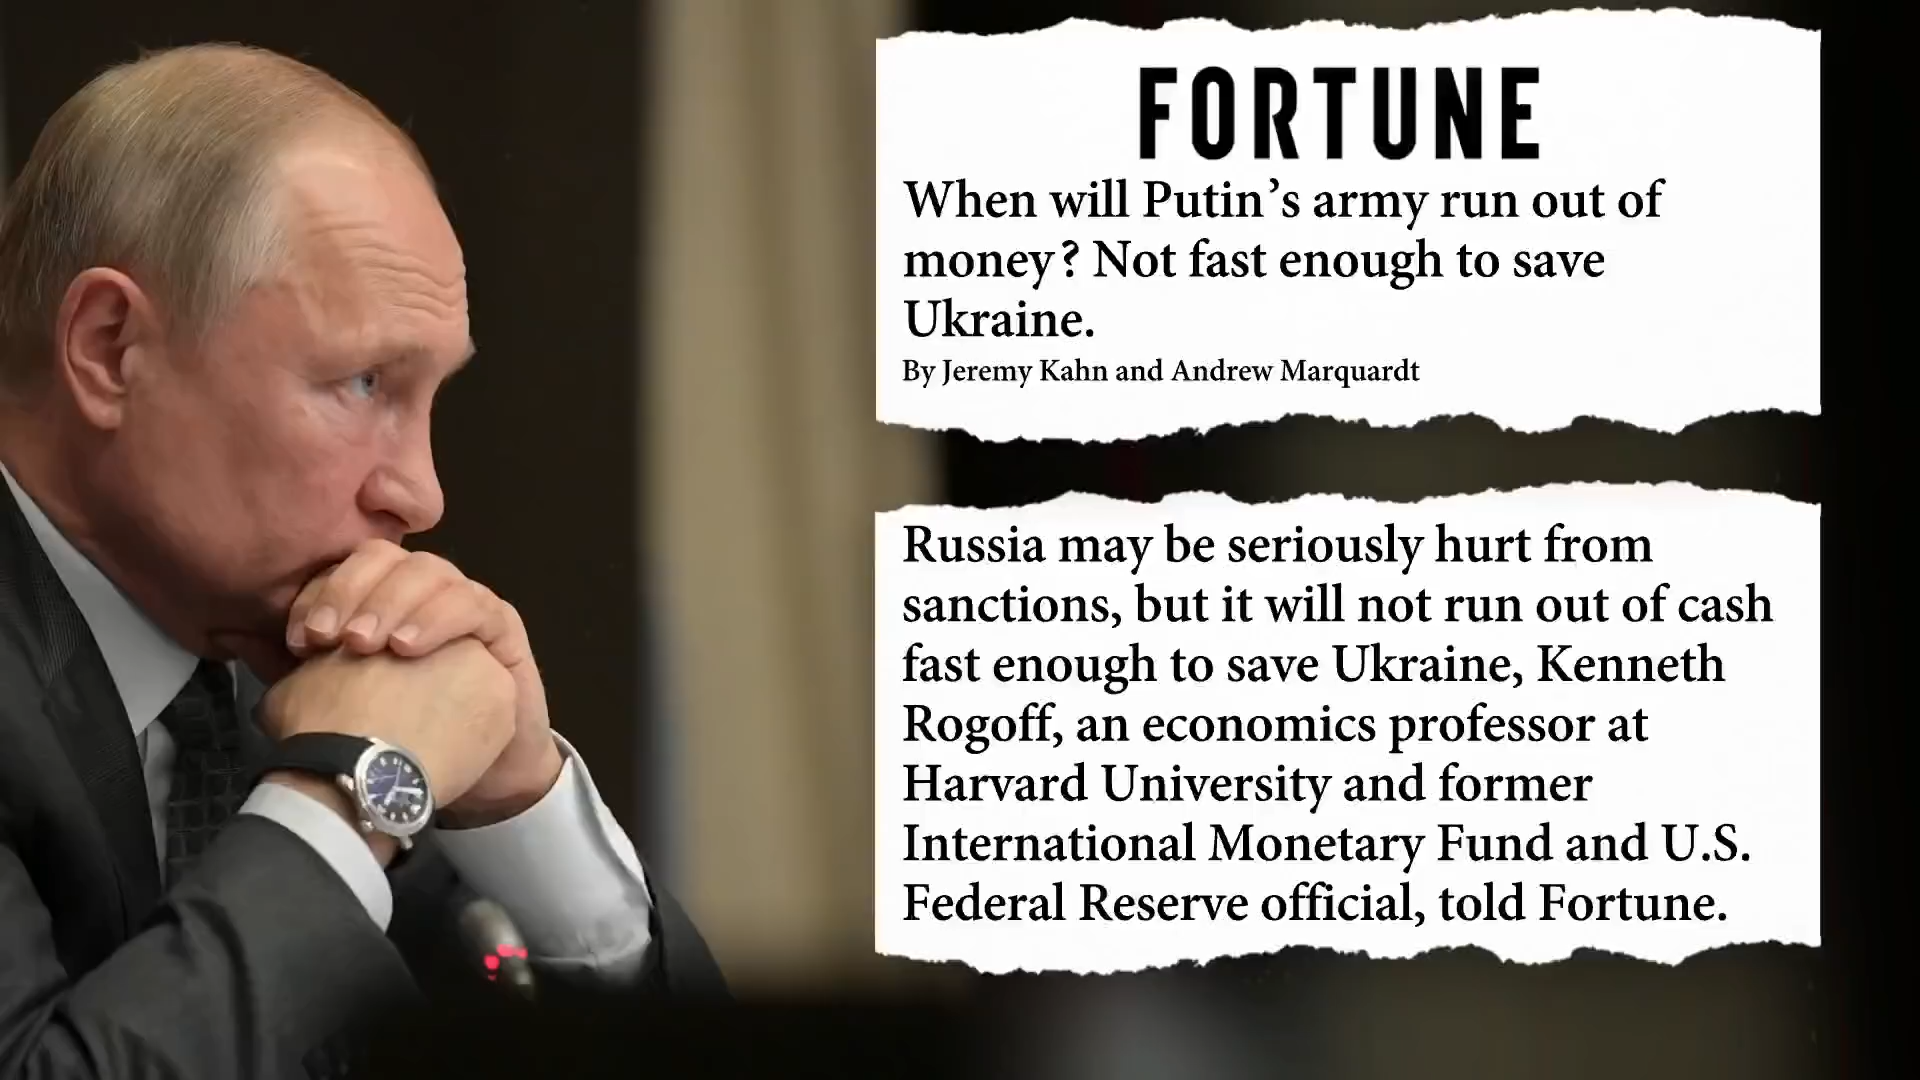 FORTUNE
When will Putin’s army run out of
money? Not fast enough to save
Ukraine.
By Jeremy Kahn and Andrew Marquardt
Russia may be seriously hurt from
sanctions, but it will not run out of cash
fast enough to save Ukraine, Kenneth
Rogoff, an economics professor at
Harvard University and former
International Monetary Fund and U.S.
Federal Reserve official, told Fortune.